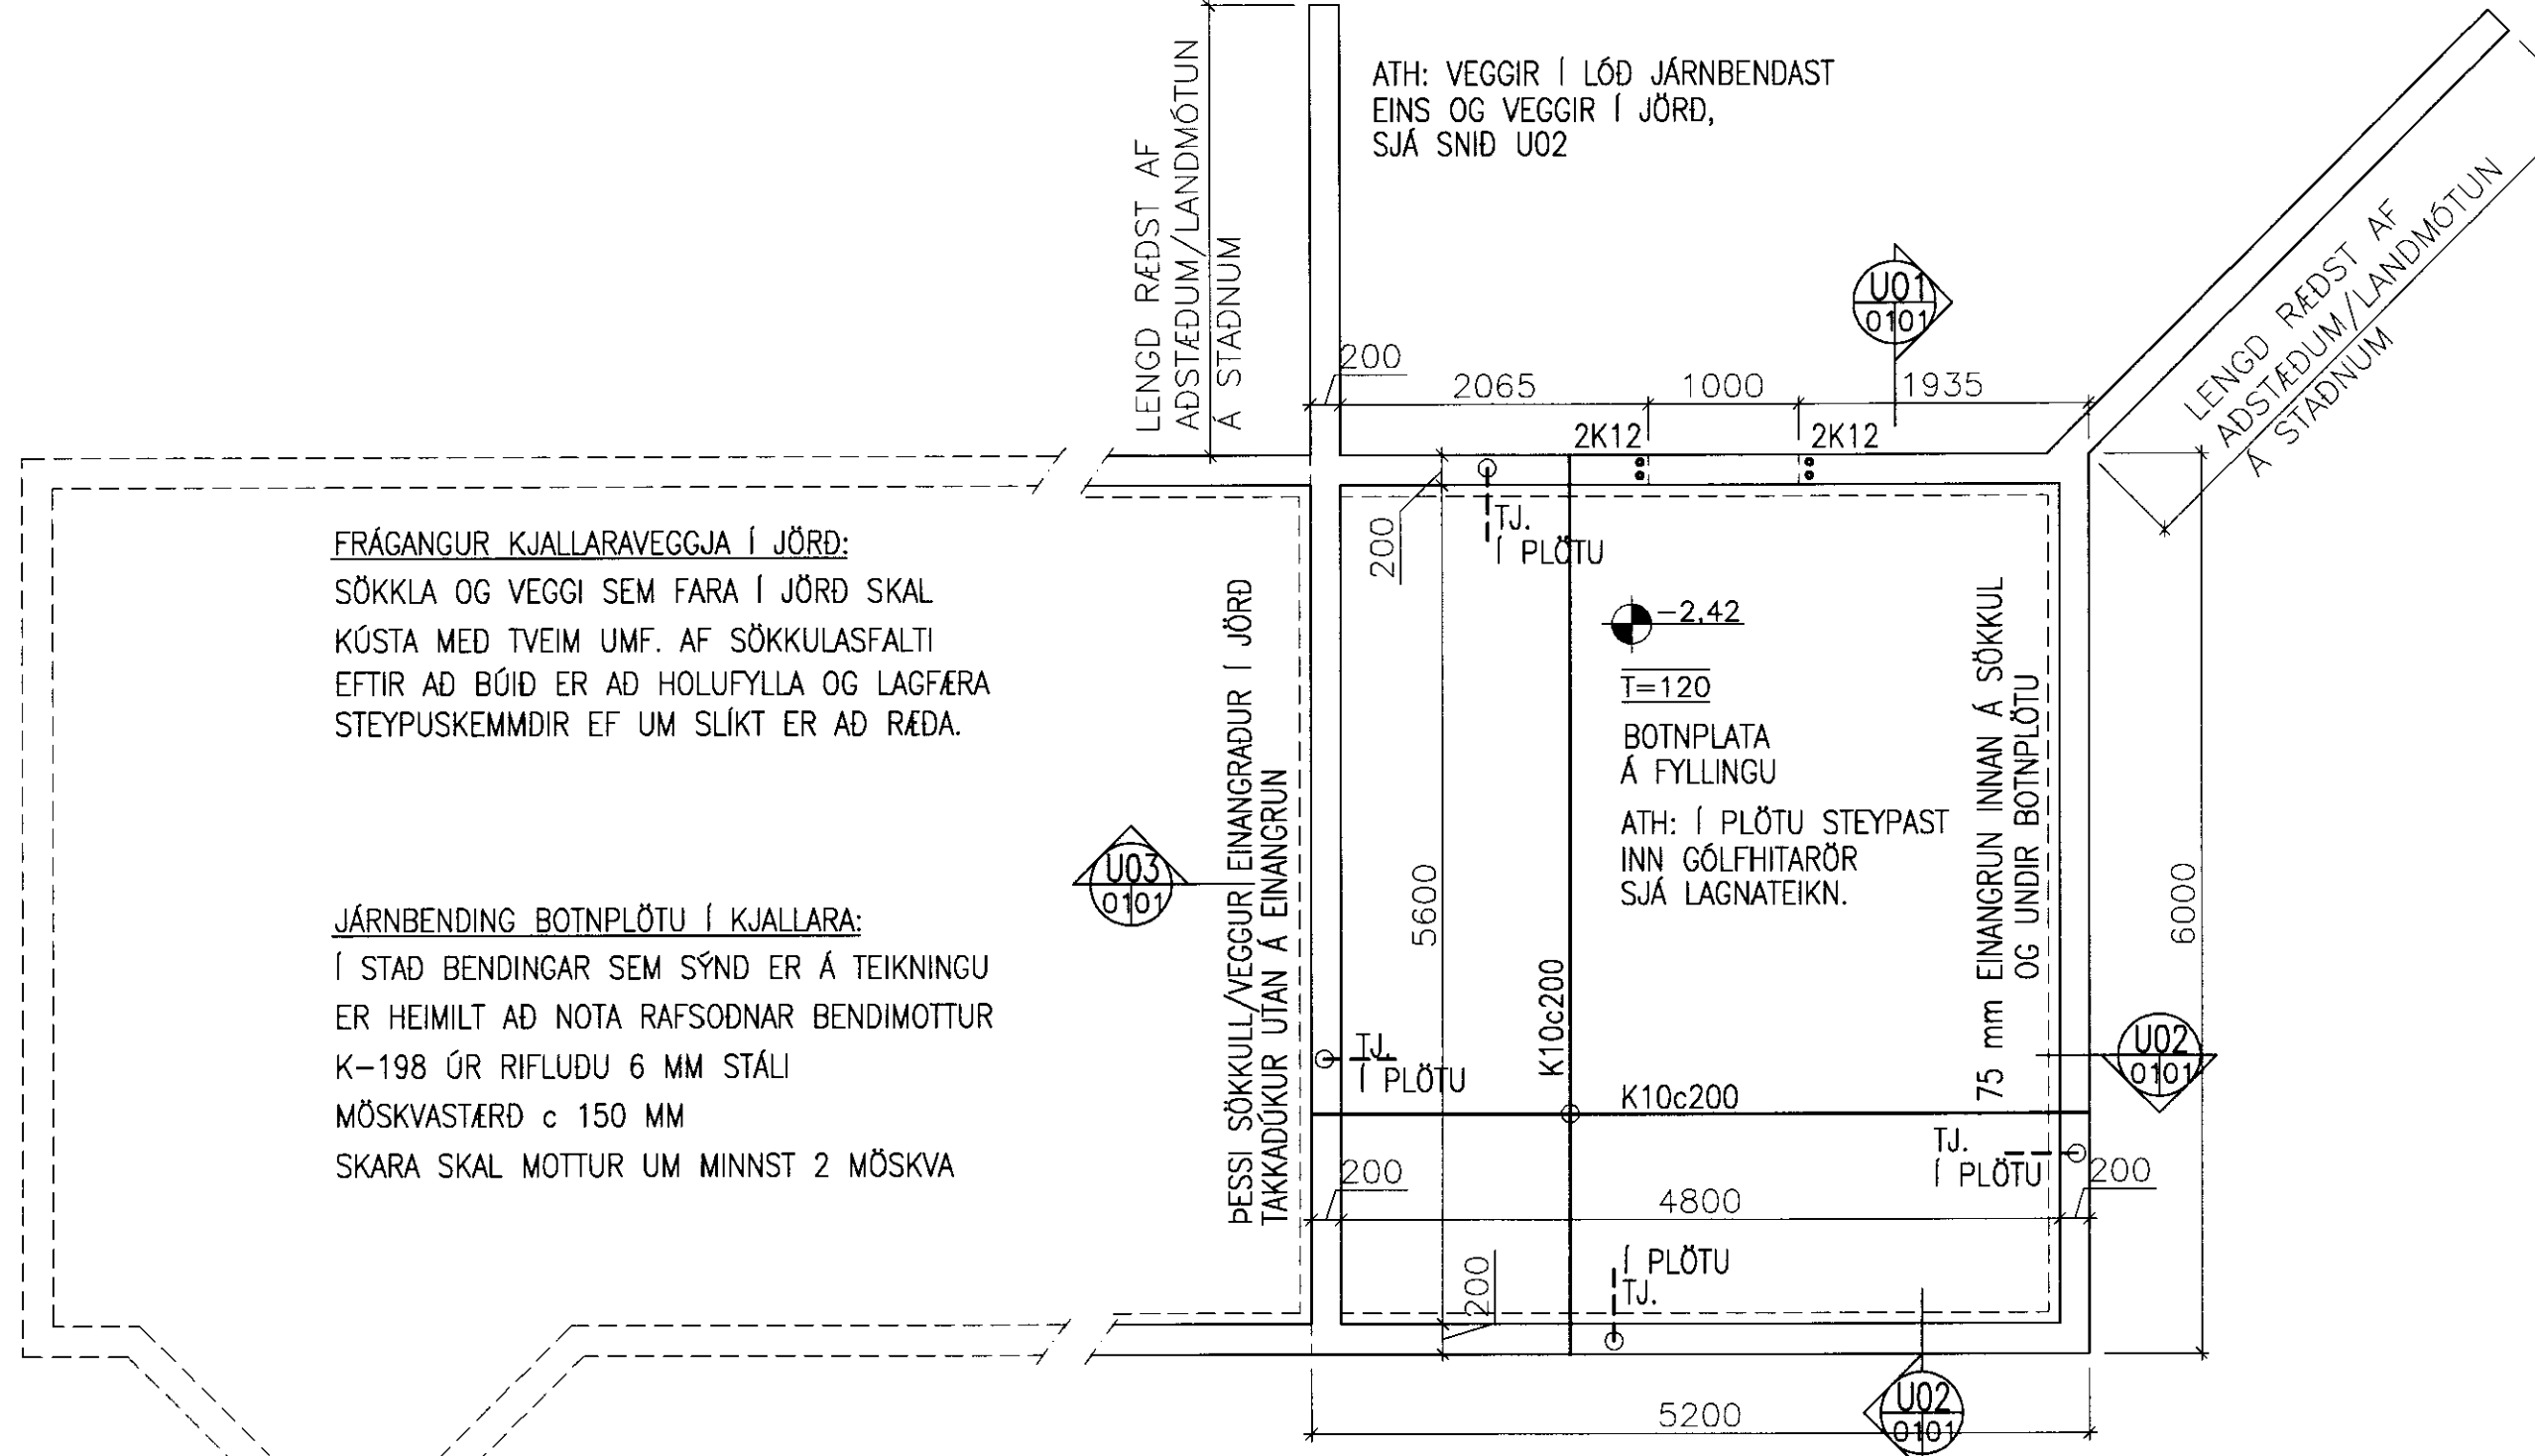 ATH: VEGGIR Í LÓÐ JÁRNBENDAST
EINS OG VEGGIR Í JÖRÐ,
SJÁ SNIÐ U02
LENGD RÆÐST AF
AÐSTÆÐUM/LANDMÓTUN
Á STAÐNUM
LENGD RÆÐST AF
AÐSTÆÐUM/LANDMÓTUN
Á STAÐNUM
U01
0101
200
2065
1000
1935
2K12
2K12
200
TJ.
Í PLÖTU
FRÁGANGUR KJALLARAVEGGJA Í JÖRÐ:
SÖKKLA OG VEGGI SEM FARA Í JÖRÐ SKAL
KÚSTA MEÐ TVEIM UMF. AF SÖKKULASFALTI
EFTIR AÐ BÚIÐ ER AÐ HOLUFYLLA OG LAGFÆRA
STEYPUSKEMMDIR EF UM SLÍKT ER AÐ RÆÐA.
-2,42
T=120
BOTNPLATA
Á FYLLINGU
ATH: Í PLÖTU STEYPAST
INN GÓLFHITARÖR
SJÁ LAGNATEIKN.
75 mm EINANGRUN INNAN Á SÖKKUL
OG UNDIR BOTNPLÖTU
ÞESSI SÖKKULL/VEGGUR EINANGRAÐUR Í JÖRÐ
TAKKADÚKUR UTAN Á EINANGRUN
U03
0101
5600
6000
JÁRNBENDING BOTNPLÖTU Í KJALLARA:
Í STAÐ BENDINGAR SEM SÝND ER Á TEIKNINGU
ER HEIMILT AÐ NOTA RAFSOÐNAR BENDIMOTTUR
K-198 ÚR RIFLUÐU 6 MM STÁLI
MÖSKVASTÆRÐ c 150 MM
SKARA SKAL MOTTUR UM MINNST 2 MÖSKVA
K10c200
TJ.
Í PLÖTU
K10c200
U02
0101
TJ.
Í PLÖTU
200
4800
200
200
Í PLÖTU
TJ.
5200
U02
0101